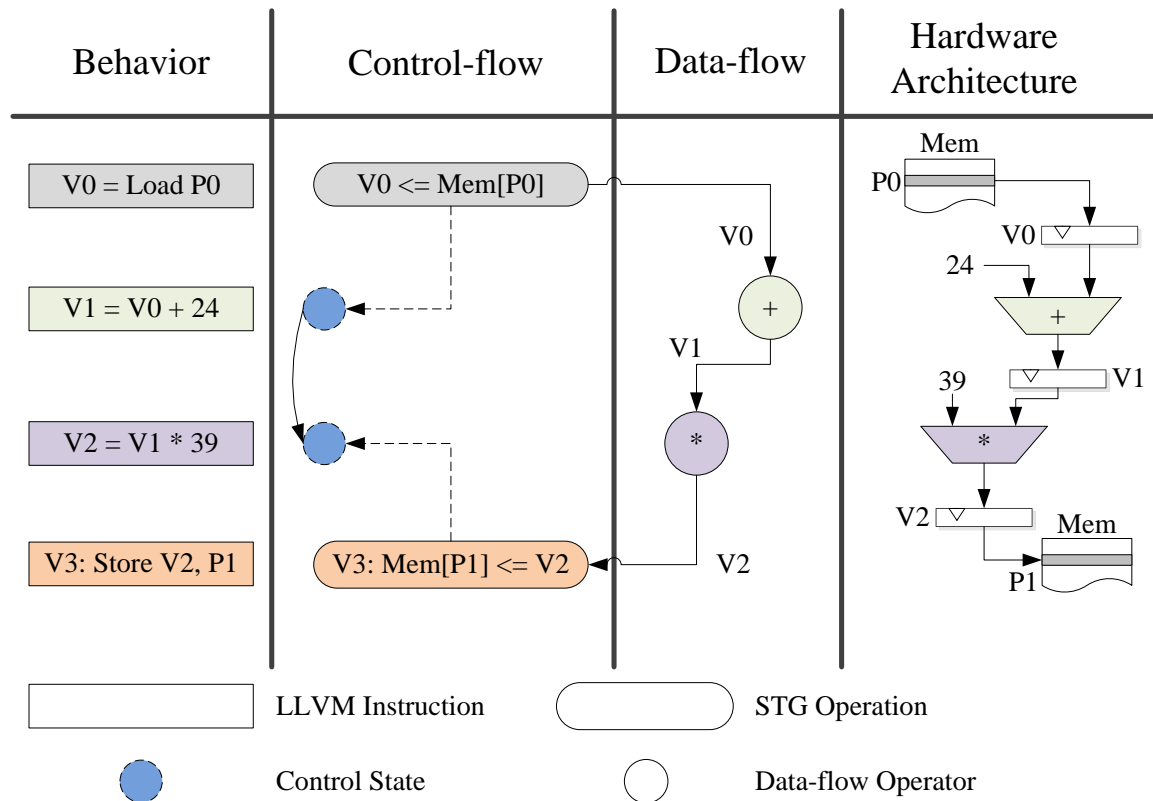 Behavior
Control-flow
Data-flow
Hardware
Architecture
V0 = Load P0
V0 <= Mem[P0]
Mem
P0
V0
V0
24
V1 = V0 + 24
+
+
V1
V1
39
V2 = V1 * 39
*
*
V2
Mem
V3: Store V2, P1
V3: Mem[P1] <= V2
V2
P1
LLVM Instruction
STG Operation
Control State
Data-flow Operator